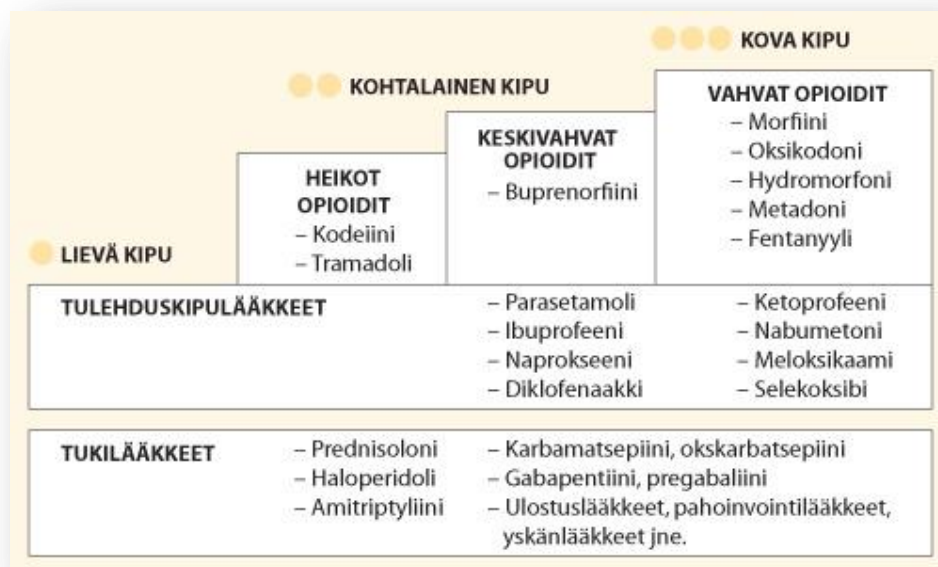 KOVA KIPU
KOHTALAINEN KIPU
LIEVÄ KIPU
VAHVAT OPIOIDIT
– Morfiini
– Oksikodoni
– Hydromorfoni
– Metadoni
– Fentanyyli
KESKIVAHVAT
OPIOIDIT
– Buprenorfiini
HEIKOT
OPIOIDIT
– Kodeiini
– Tramadoli
TULEHDUSKIPULÄÄKKEET
– Parasetamoli
– Ibuprofeeni
– Naprokseeni
– Diklofenaakki
– Ketoprofeeni
– Nabumetoni
– Meloksikaami
– Selekoksibi
TUKILÄÄKKEET
– Prednisoloni
– Haloperidoli
– Amitriptyliini
– Karbamatsepiini, okskarbatsepiini
– Gabapentiini, pregabaliini
– Ulostuslääkkeet, pahoinvointilääkkeet,
yskänlääkkeet jne.